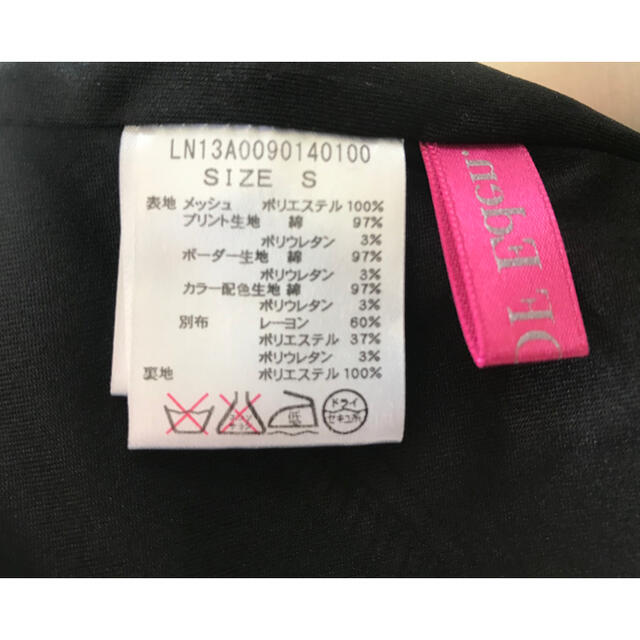 LN13A0090140100
SIZE S
表地 メッシュ ポリエステル 100%
プリント生地 綿 97%
ポリウレタン 3%
ボーダー生地 綿 97%
ポリウレタン 3%
カラー配色生地 綿 97%
ポリウレタン 3%
別布 レーヨン 60%
ポリエステル 37%
ポリウレタン 3%
裏地 ポリエステル 100%
低
ドライ
セキユ系